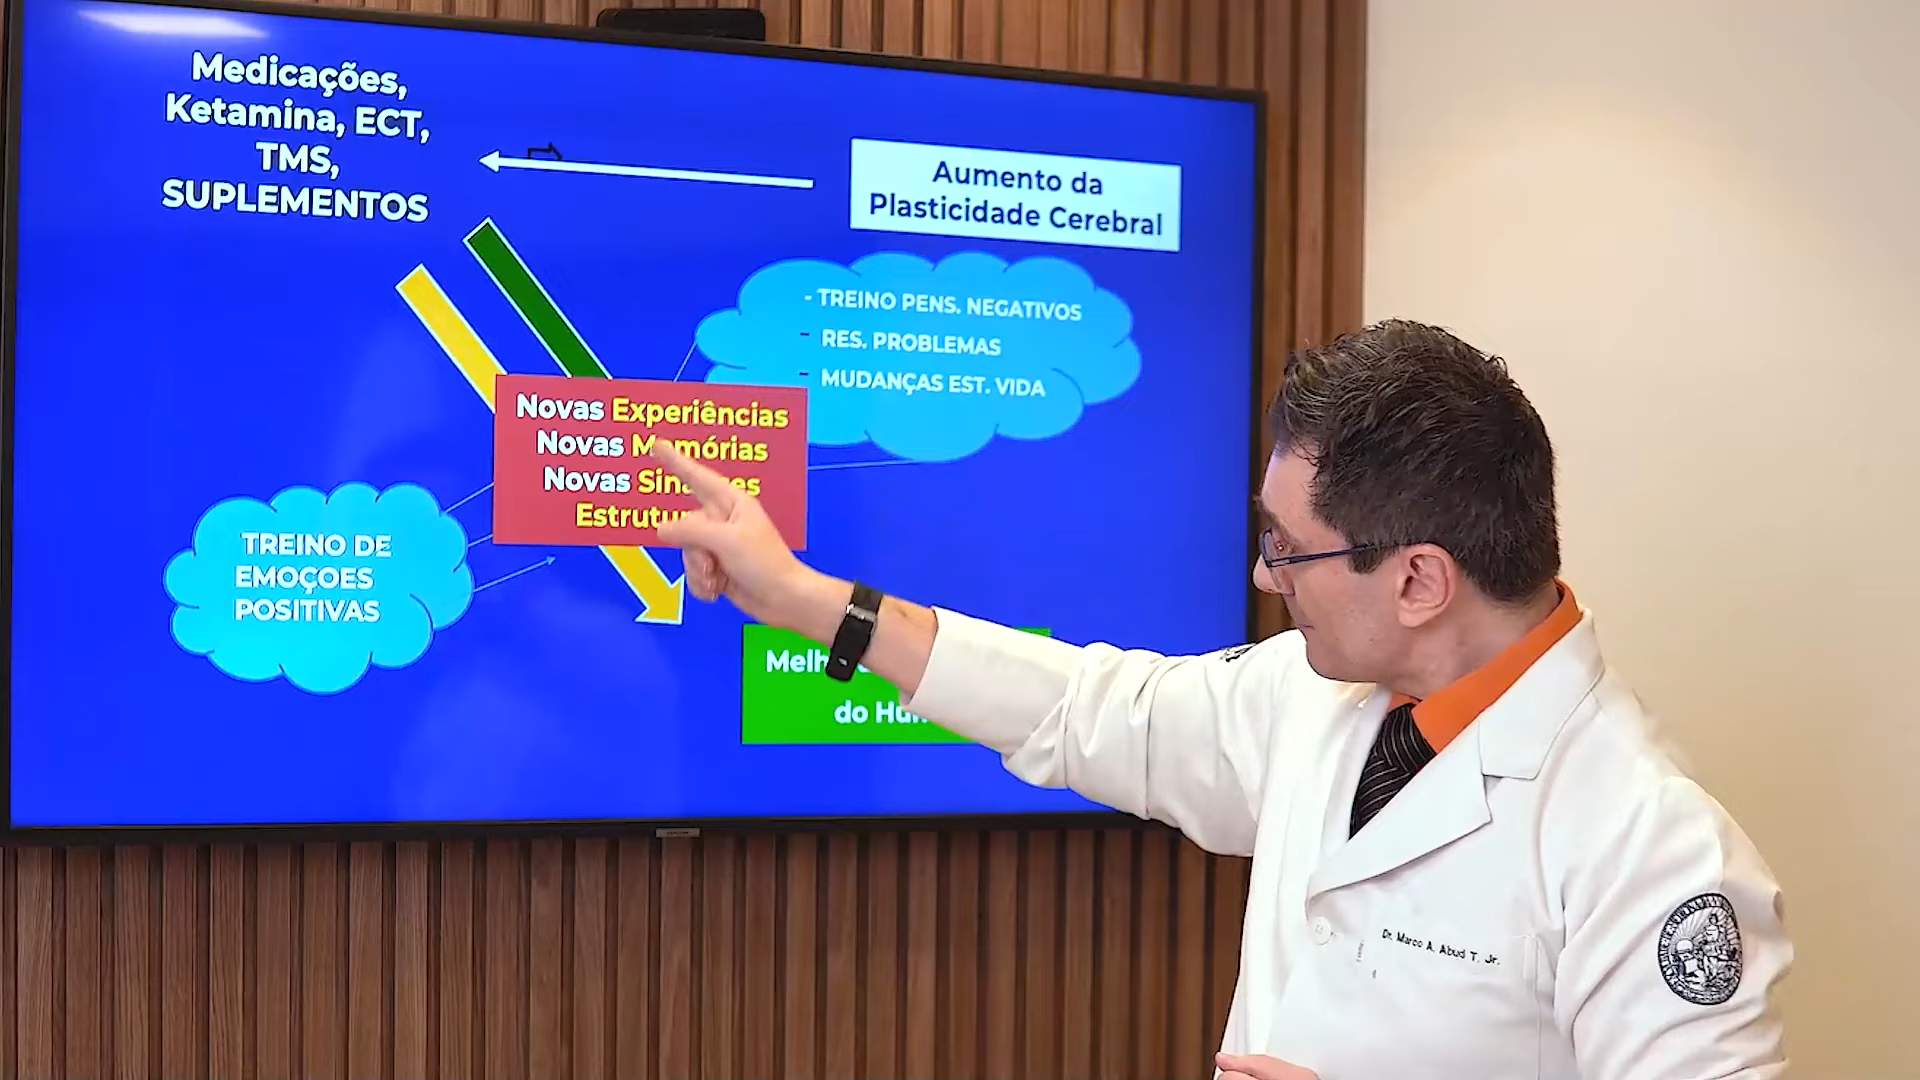 Medicações,
Ketamina, ECT,
TMS,
SUPLEMENTOS
Aumento da
Plasticidade Cerebral
- TREINO PENS. NEGATIVOS
- RES. PROBLEMAS
- MUDANÇAS EST. VIDA
Novas Experiências
Novas Memórias
Novas
TREINO DE
EMOÇOES
POSITIVAS
do
Dr. Marco A. Abud T. Jr.